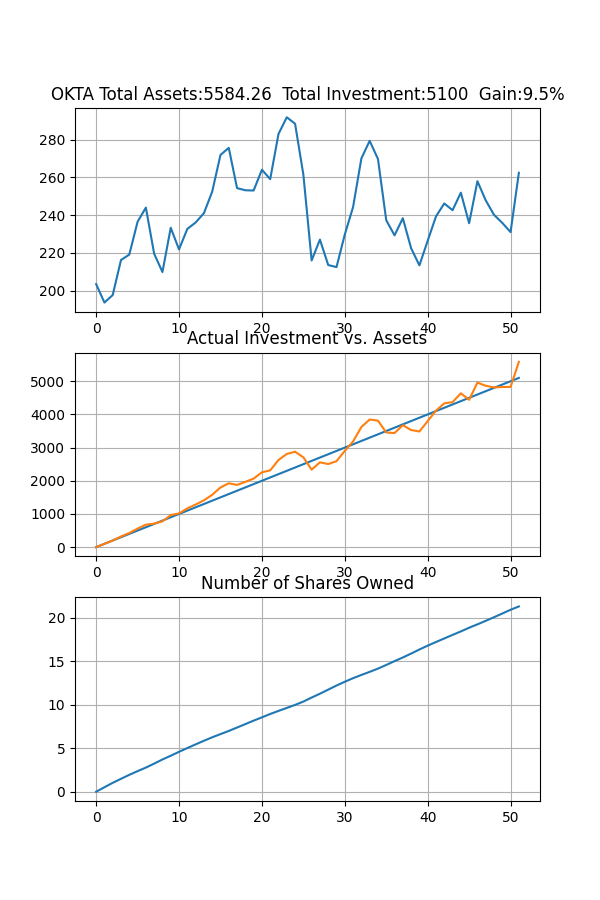 OKTA Total Assets:5584.26  Total Investment:5100  Gain:9.5%
280
260
240
220
200
0 10 20 30 40 50
Actual Investment vs. Assets
5000
4000
3000
2000
1000
0
0 10 20 30 40 50
Number of Shares Owned
20
15
10
5
0
0 10 20 30 40 50